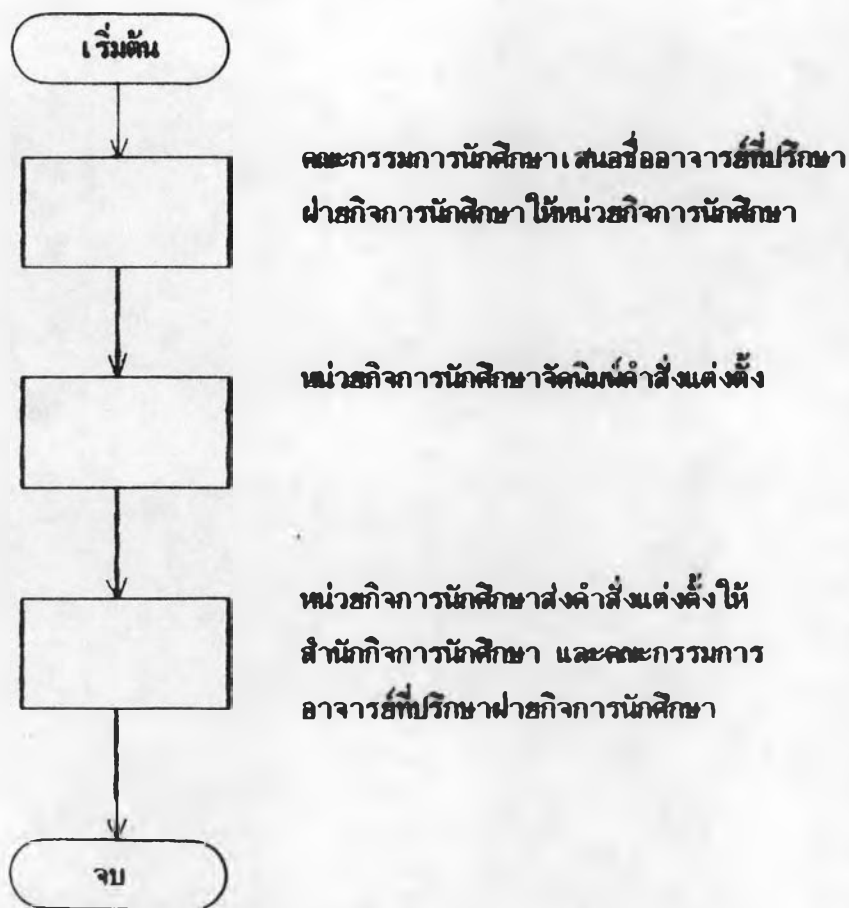 เริ่มต้น
คณะกรรมการนักศึกษาเสนอชื่ออาจารย์ที่ปรึกษา
ฝ่ายกิจการนักศึกษาให้หน่วยกิจการนักศึกษา
หน่วยกิจการนักศึกษาจัดพิมพ์คำสั่งแต่งตั้ง
หน่วยกิจการนักศึกษาส่งคำสั่งแต่งตั้งให้
สำนักกิจการนักศึกษา และคณะกรรมการ
อาจารย์ที่ปรึกษาฝ่ายกิจการนักศึกษา
จบ